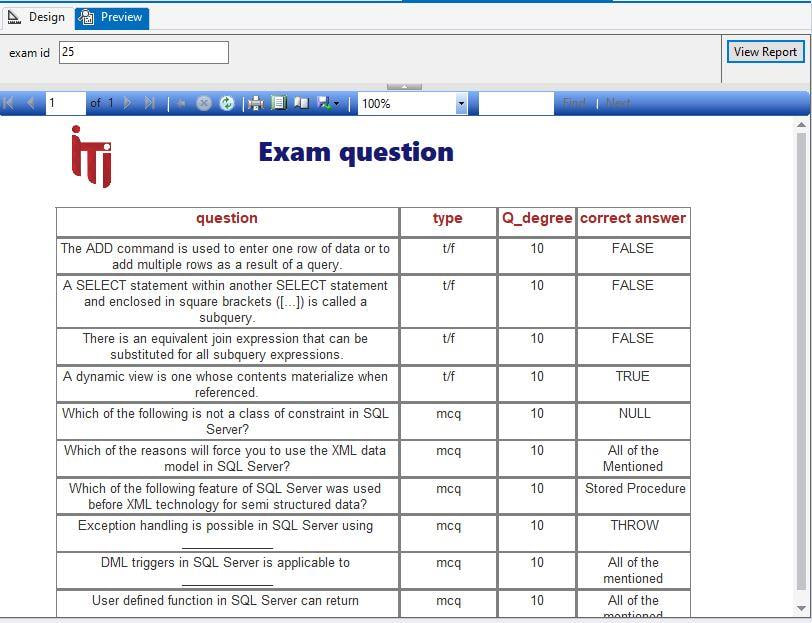 Design Preview
exam id 25 View Report
1 of 1 100% Find | Next
iTi
Exam question
question type Q_degree correct answer
The ADD command is used to enter one row of data or to t/f 10 FALSE
add multiple rows as a result of a query.
A SELECT statement within another SELECT statement t/f 10 FALSE
and enclosed in square brackets ([...]) is called a
subquery.
There is an equivalent join expression that can be t/f 10 FALSE
substituted for all subquery expressions.
A dynamic view is one whose contents materialize when t/f 10 TRUE
referenced.
Which of the following is not a class of constraint in SQL mcq 10 NULL
Server?
Which of the reasons will force you to use the XML data mcq 10 All of the
model in SQL Server? Mentioned
Which of the following feature of SQL Server was used mcq 10 Stored Procedure
before XML technology for semi structured data?
Exception handling is possible in SQL Server using mcq 10 THROW
_____________
DML triggers in SQL Server is applicable to mcq 10 All of the
_____________ mentioned
User defined function in SQL Server can return mcq 10 All of the
mentioned